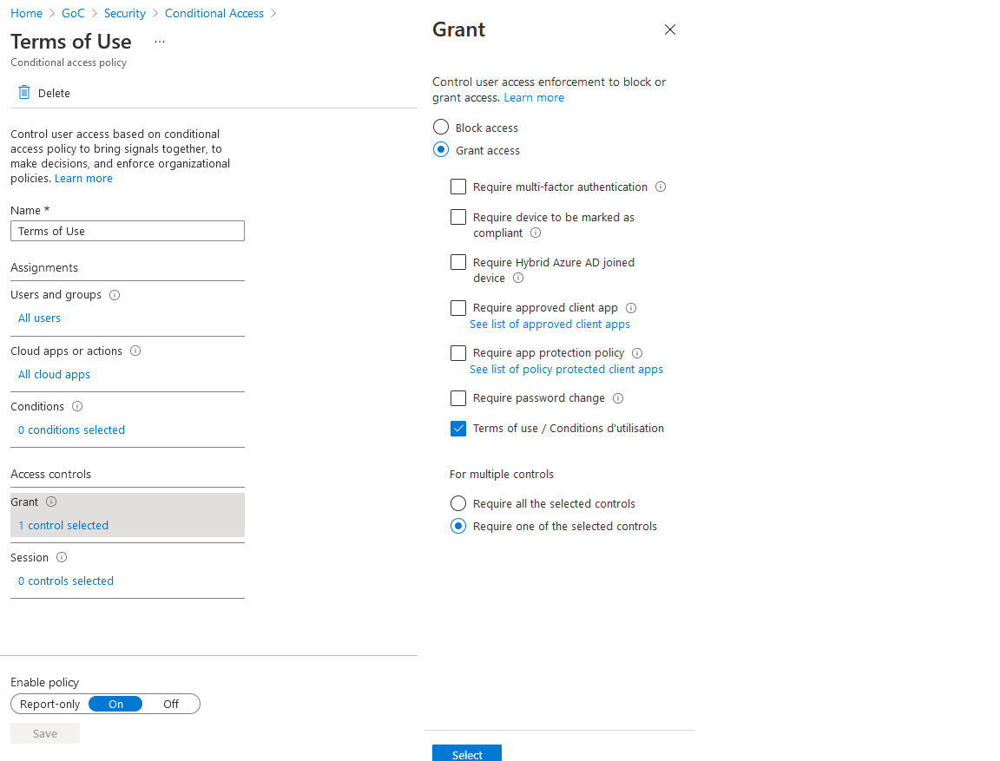 Home > GoC > Security > Conditional Access >
Terms of Use ...
Conditional access policy
Delete
Control user access based on conditional
access policy to bring signals together, to
make decisions, and enforce organizational
policies. Learn more
Name *
Terms of Use
Assignments
Users and groups
All users
Cloud apps or actions
All cloud apps
Conditions
0 conditions selected
Access controls
Grant
1 control selected
Session
0 controls selected
Enable policy
Report-only On Off
Save
Grant
Control user access enforcement to block or
grant access. Learn more
Block access
Grant access
Require multi-factor authentication
Require device to be marked as
compliant
Require Hybrid Azure AD joined
device
Require approved client app
See list of approved client apps
Require app protection policy
See list of policy protected client apps
Require password change
Terms of use / Conditions d'utilisation
For multiple controls
Require all the selected controls
Require one of the selected controls
Select